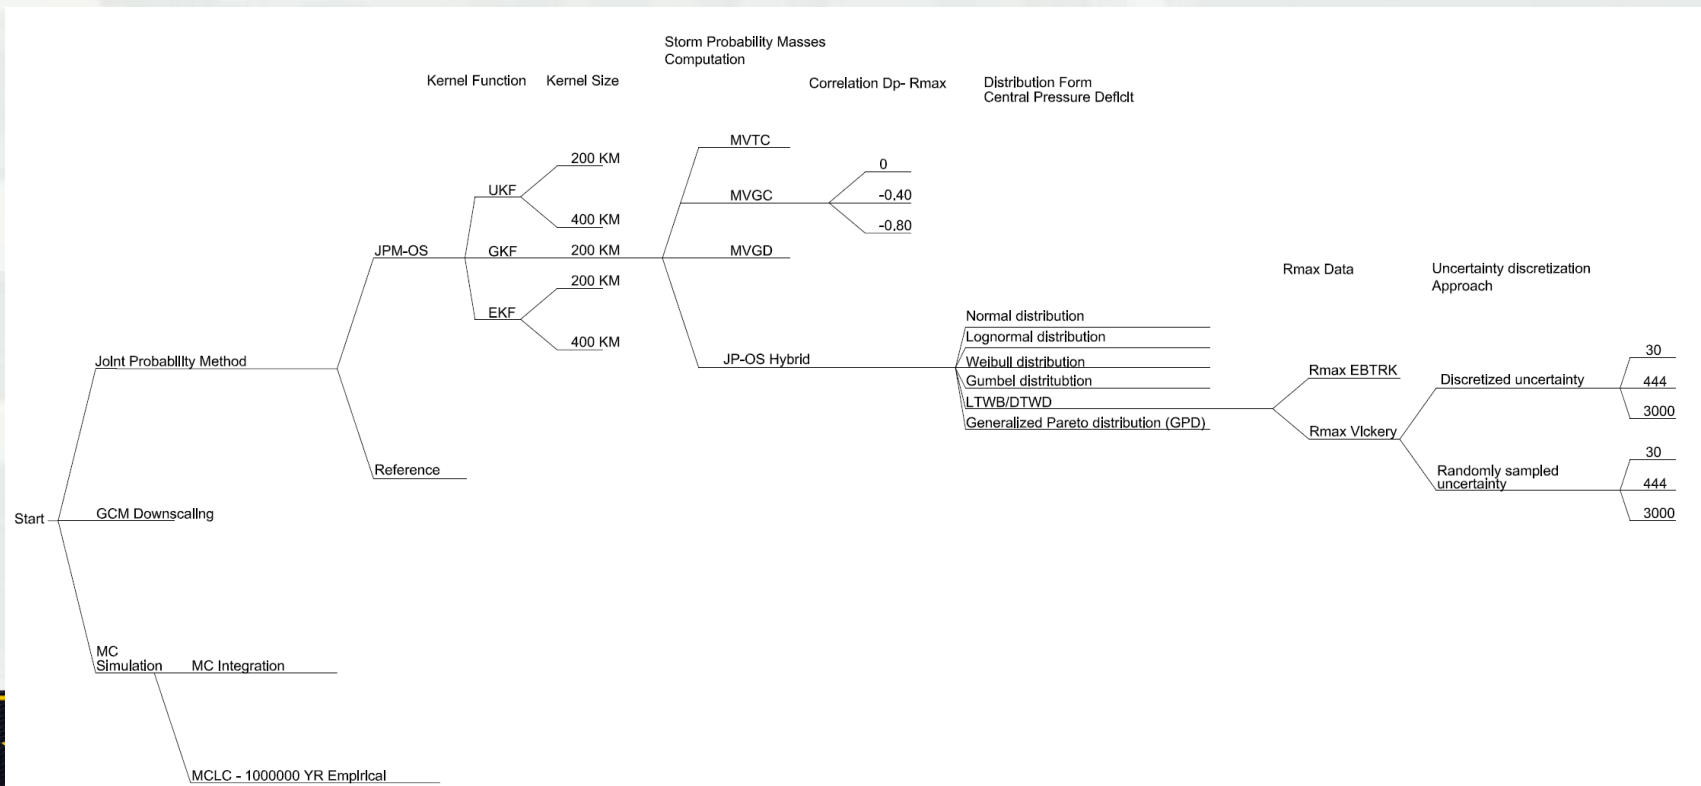 Storm Probability Masses
Computation
Kernel Function
Kernel Size
Correlation Dp- Rmax
Distribution Form
Central Pressure Deficit
MVTC
200 KM
0
UKF
MVGC
-0.40
400 KM
-0.80
JPM-OS
GKF
200 KM
MVGD
Rmax Data
Uncertainty discretization
Approach
200 KM
EKF
Normal distribution
Lognormal distribution
400 KM
30
Joint Probability Method
JP-OS Hybrid
Weibull distribution
Rmax EBTRK
Gumbel distritubtion
Discretized uncertainty
444
LTWB/DTWD
3000
Generalized Pareto distribution (GPD)
Rmax Vickery
30
Reference
Randomly sampled
uncertainty
444
Start
GCM Downscaling
3000
MC
Simulation
MC Integration
MCLC - 1000000 YR Empirical